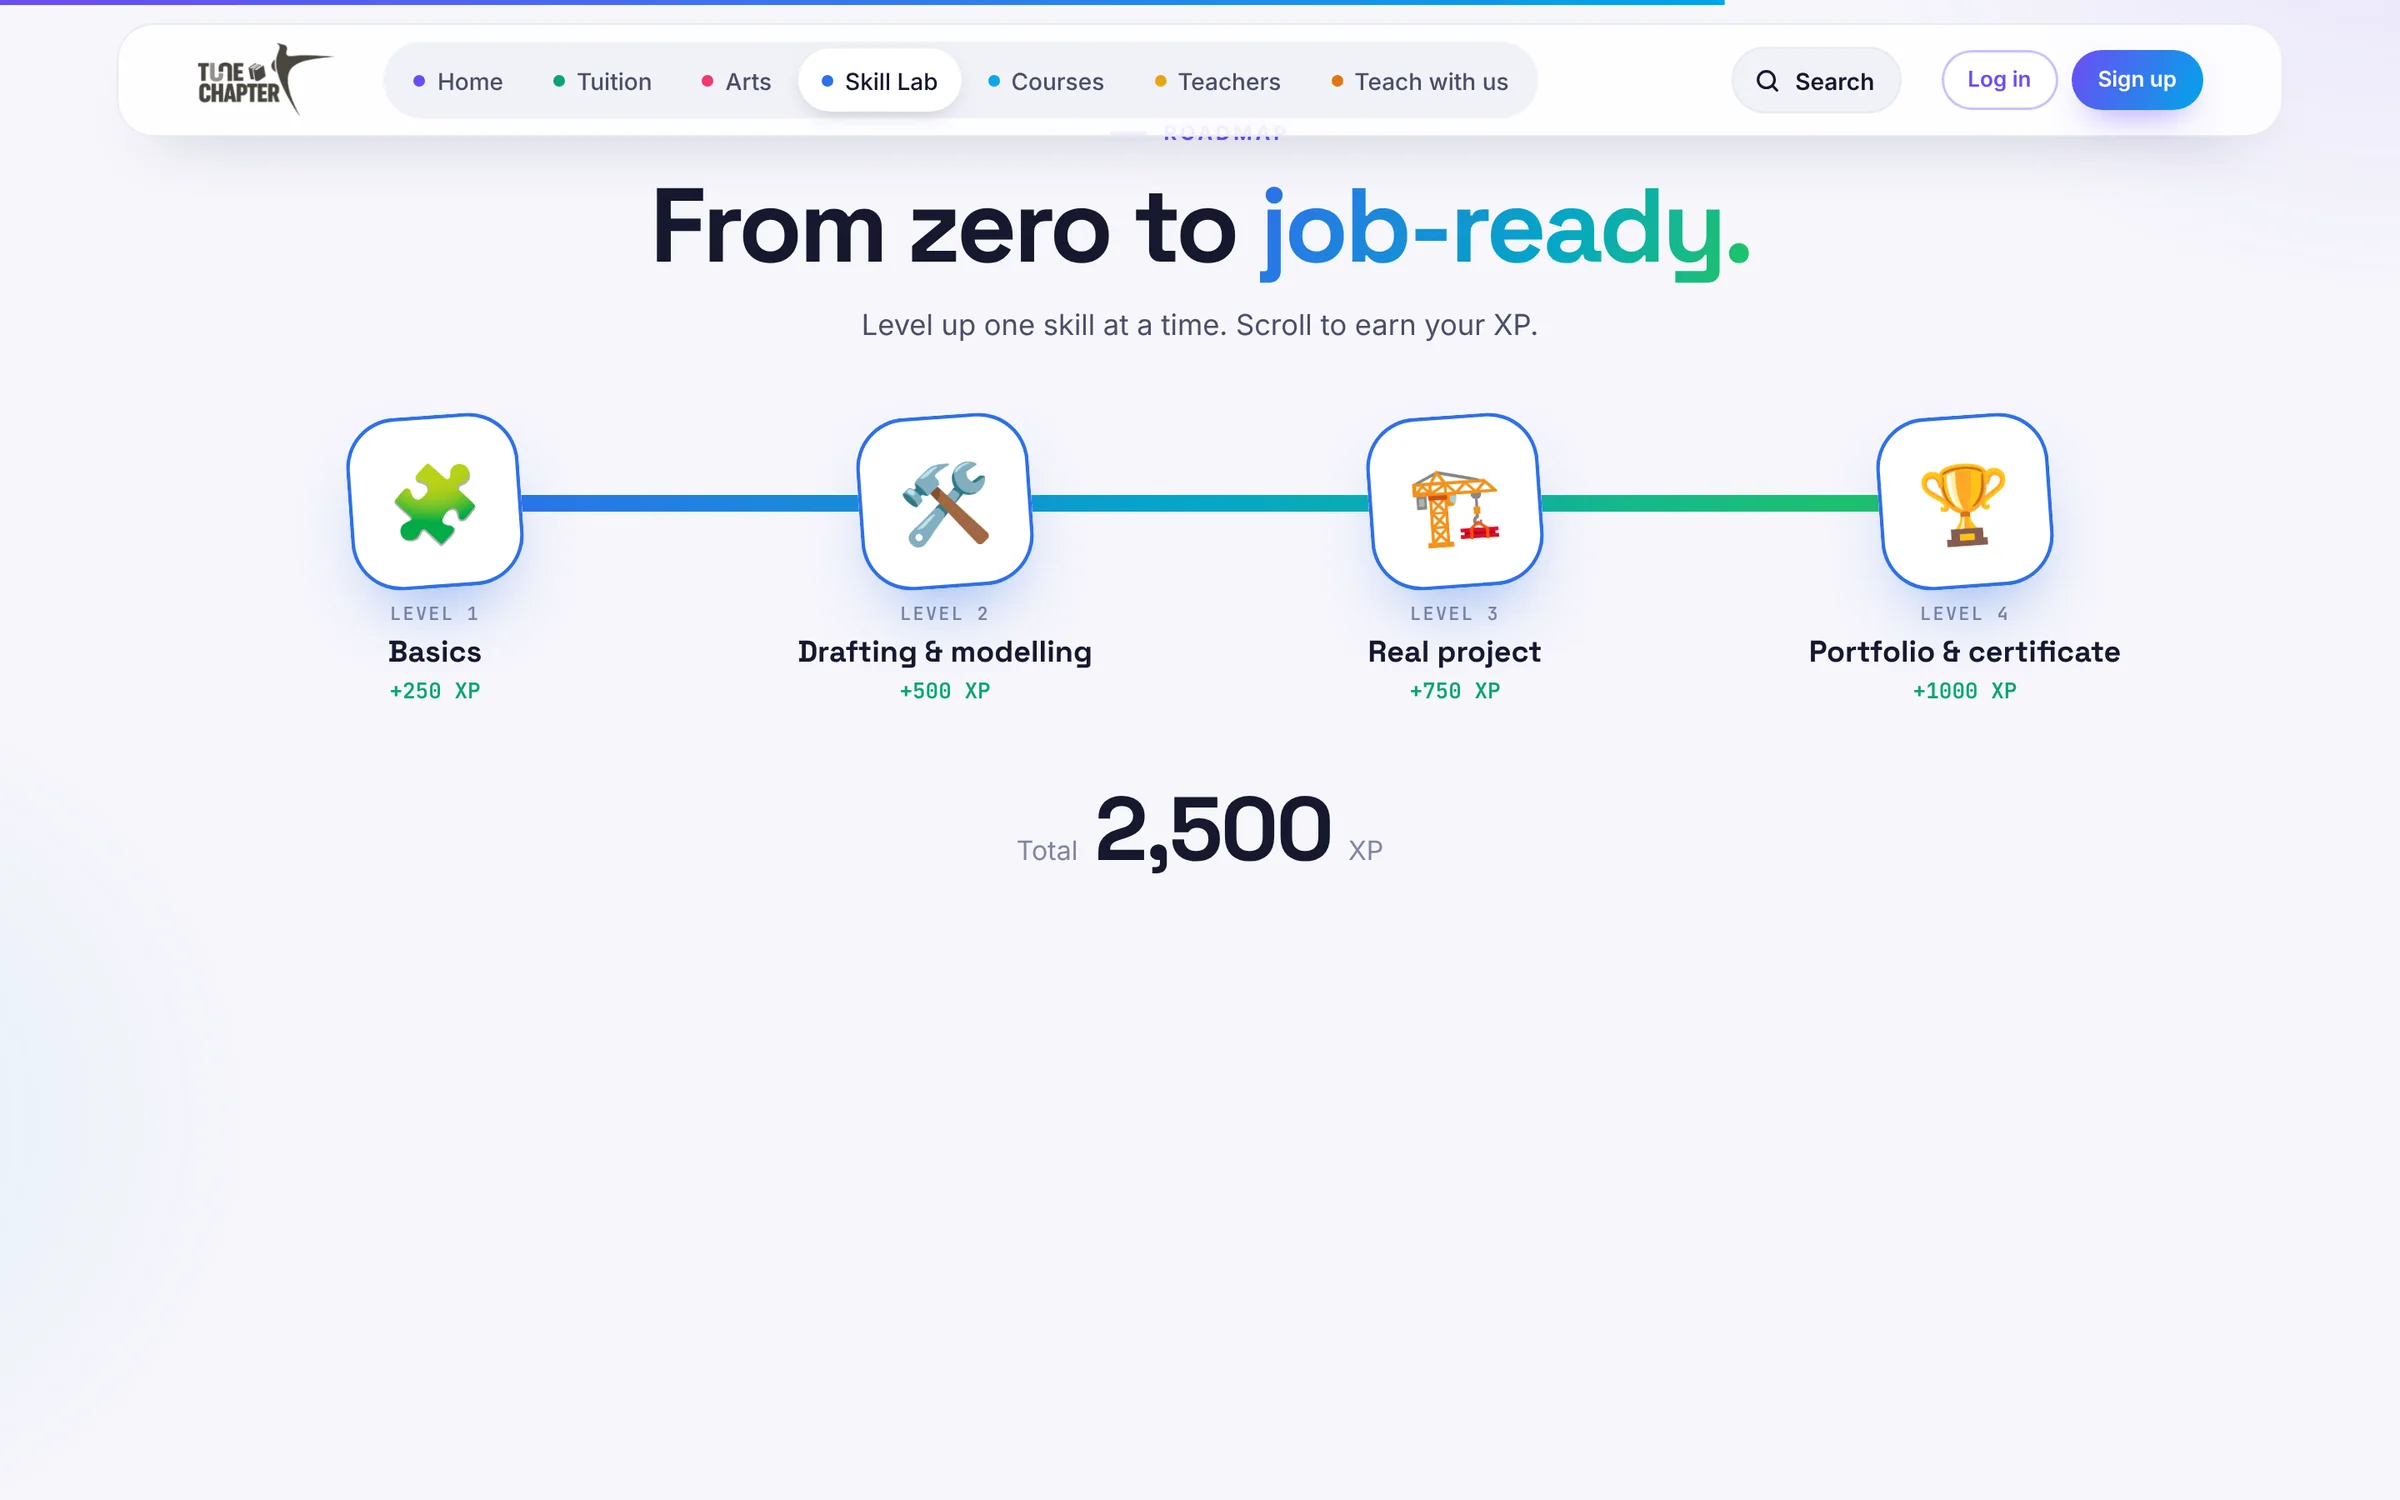 TUNE CHAPTER
Home
Tuition
Arts
Skill Lab
Courses
Teachers
Teach with us
Search
Log in
Sign up
ROADMAP
From zero to job-ready.
Level up one skill at a time. Scroll to earn your XP.
LEVEL 1
Basics
+250 XP
LEVEL 2
Drafting & modelling
+500 XP
LEVEL 3
Real project
+750 XP
LEVEL 4
Portfolio & certificate
+1000 XP
Total 2,500 XP